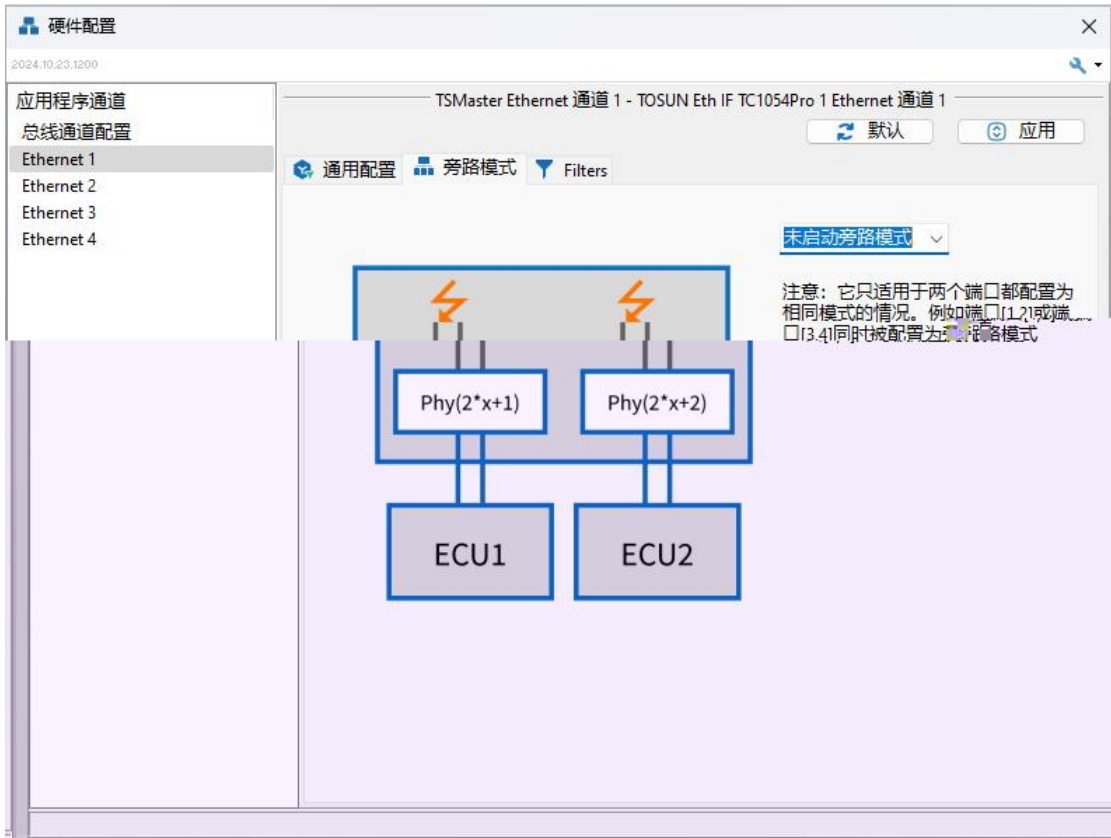 硬件配置
2024.10.23.1200
应用程序通道
总线通道配置
Ethernet 1
Ethernet 2
Ethernet 3
Ethernet 4
TSMaster Ethernet 通道 1 - TOSUN Eth IF TC1054Pro 1 Ethernet 通道 1
默认
应用
通用配置
旁路模式
Filters
未启动旁路模式
注意：它只适用于两个端口都配置为
相同模式的情况。例如端口[1.2]或端
口[3.4]同时被配置为 路模式
Phy(2*x+1)
Phy(2*x+2)
ECU1
ECU2